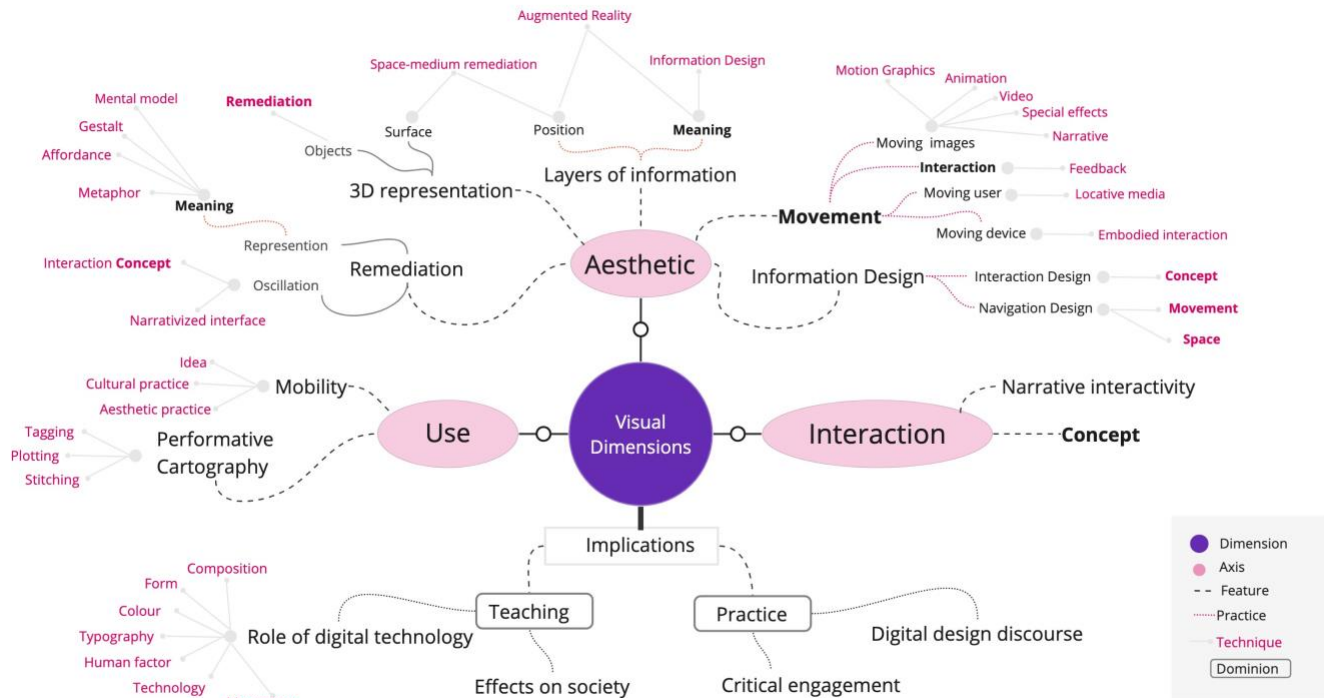 Augmented Reality
Space-medium remediation
Information Design
Motion Graphics
Animation
Video
Special effects
Narrative
Mental model
Remediation
Gestalt
Affordance
Metaphor
Meaning
Objects
Surface
Position
Meaning
Moving images
Interaction
Feedback
Moving user
Locative media
Moving device
Embodied interaction
3D representation
Layers of information
Movement
Represention
Remediation
Interaction Concept
Oscillation
Narrativized interface
Aesthetic
Information Design
Interaction Design
Concept
Navigation Design
Movement
Space
Idea
Cultural practice
Aesthetic practice
Mobility
Tagging
Plotting
Stitching
Performative
Cartography
Use
Visual
Dimensions
Interaction
Narrative interactivity
Concept
Implications
Teaching
Practice
Composition
Form
Colour
Typography
Human factor
Technology
Role of digital technology
Effects on society
Critical engagement
Digital design discourse
Dimension
Axis
Feature
Practice
Technique
Dominion